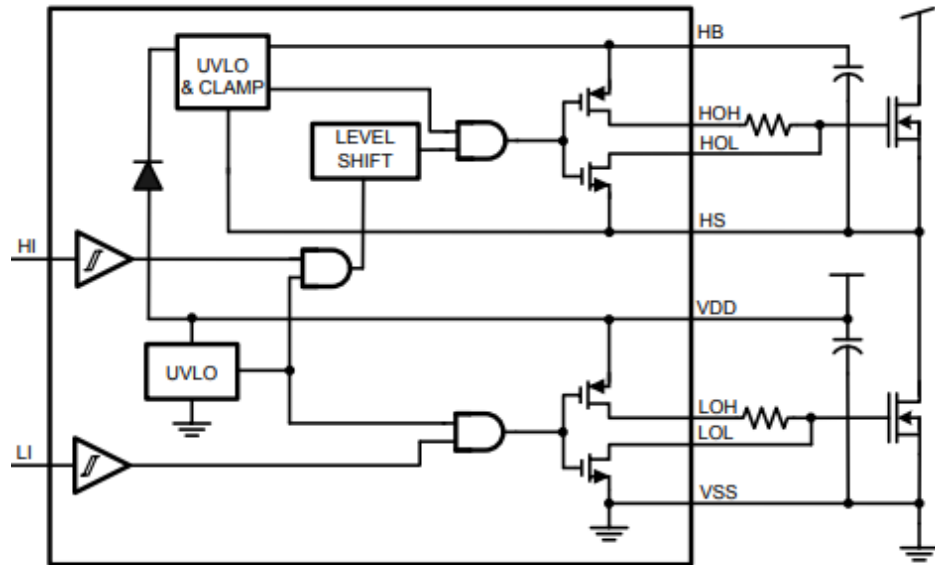 HB
UVLO
& CLAMP
HOH
LEVEL
SHIFT
HOL
HI
HS
VDD
UVLO
LOH
LOL
LI
VSS